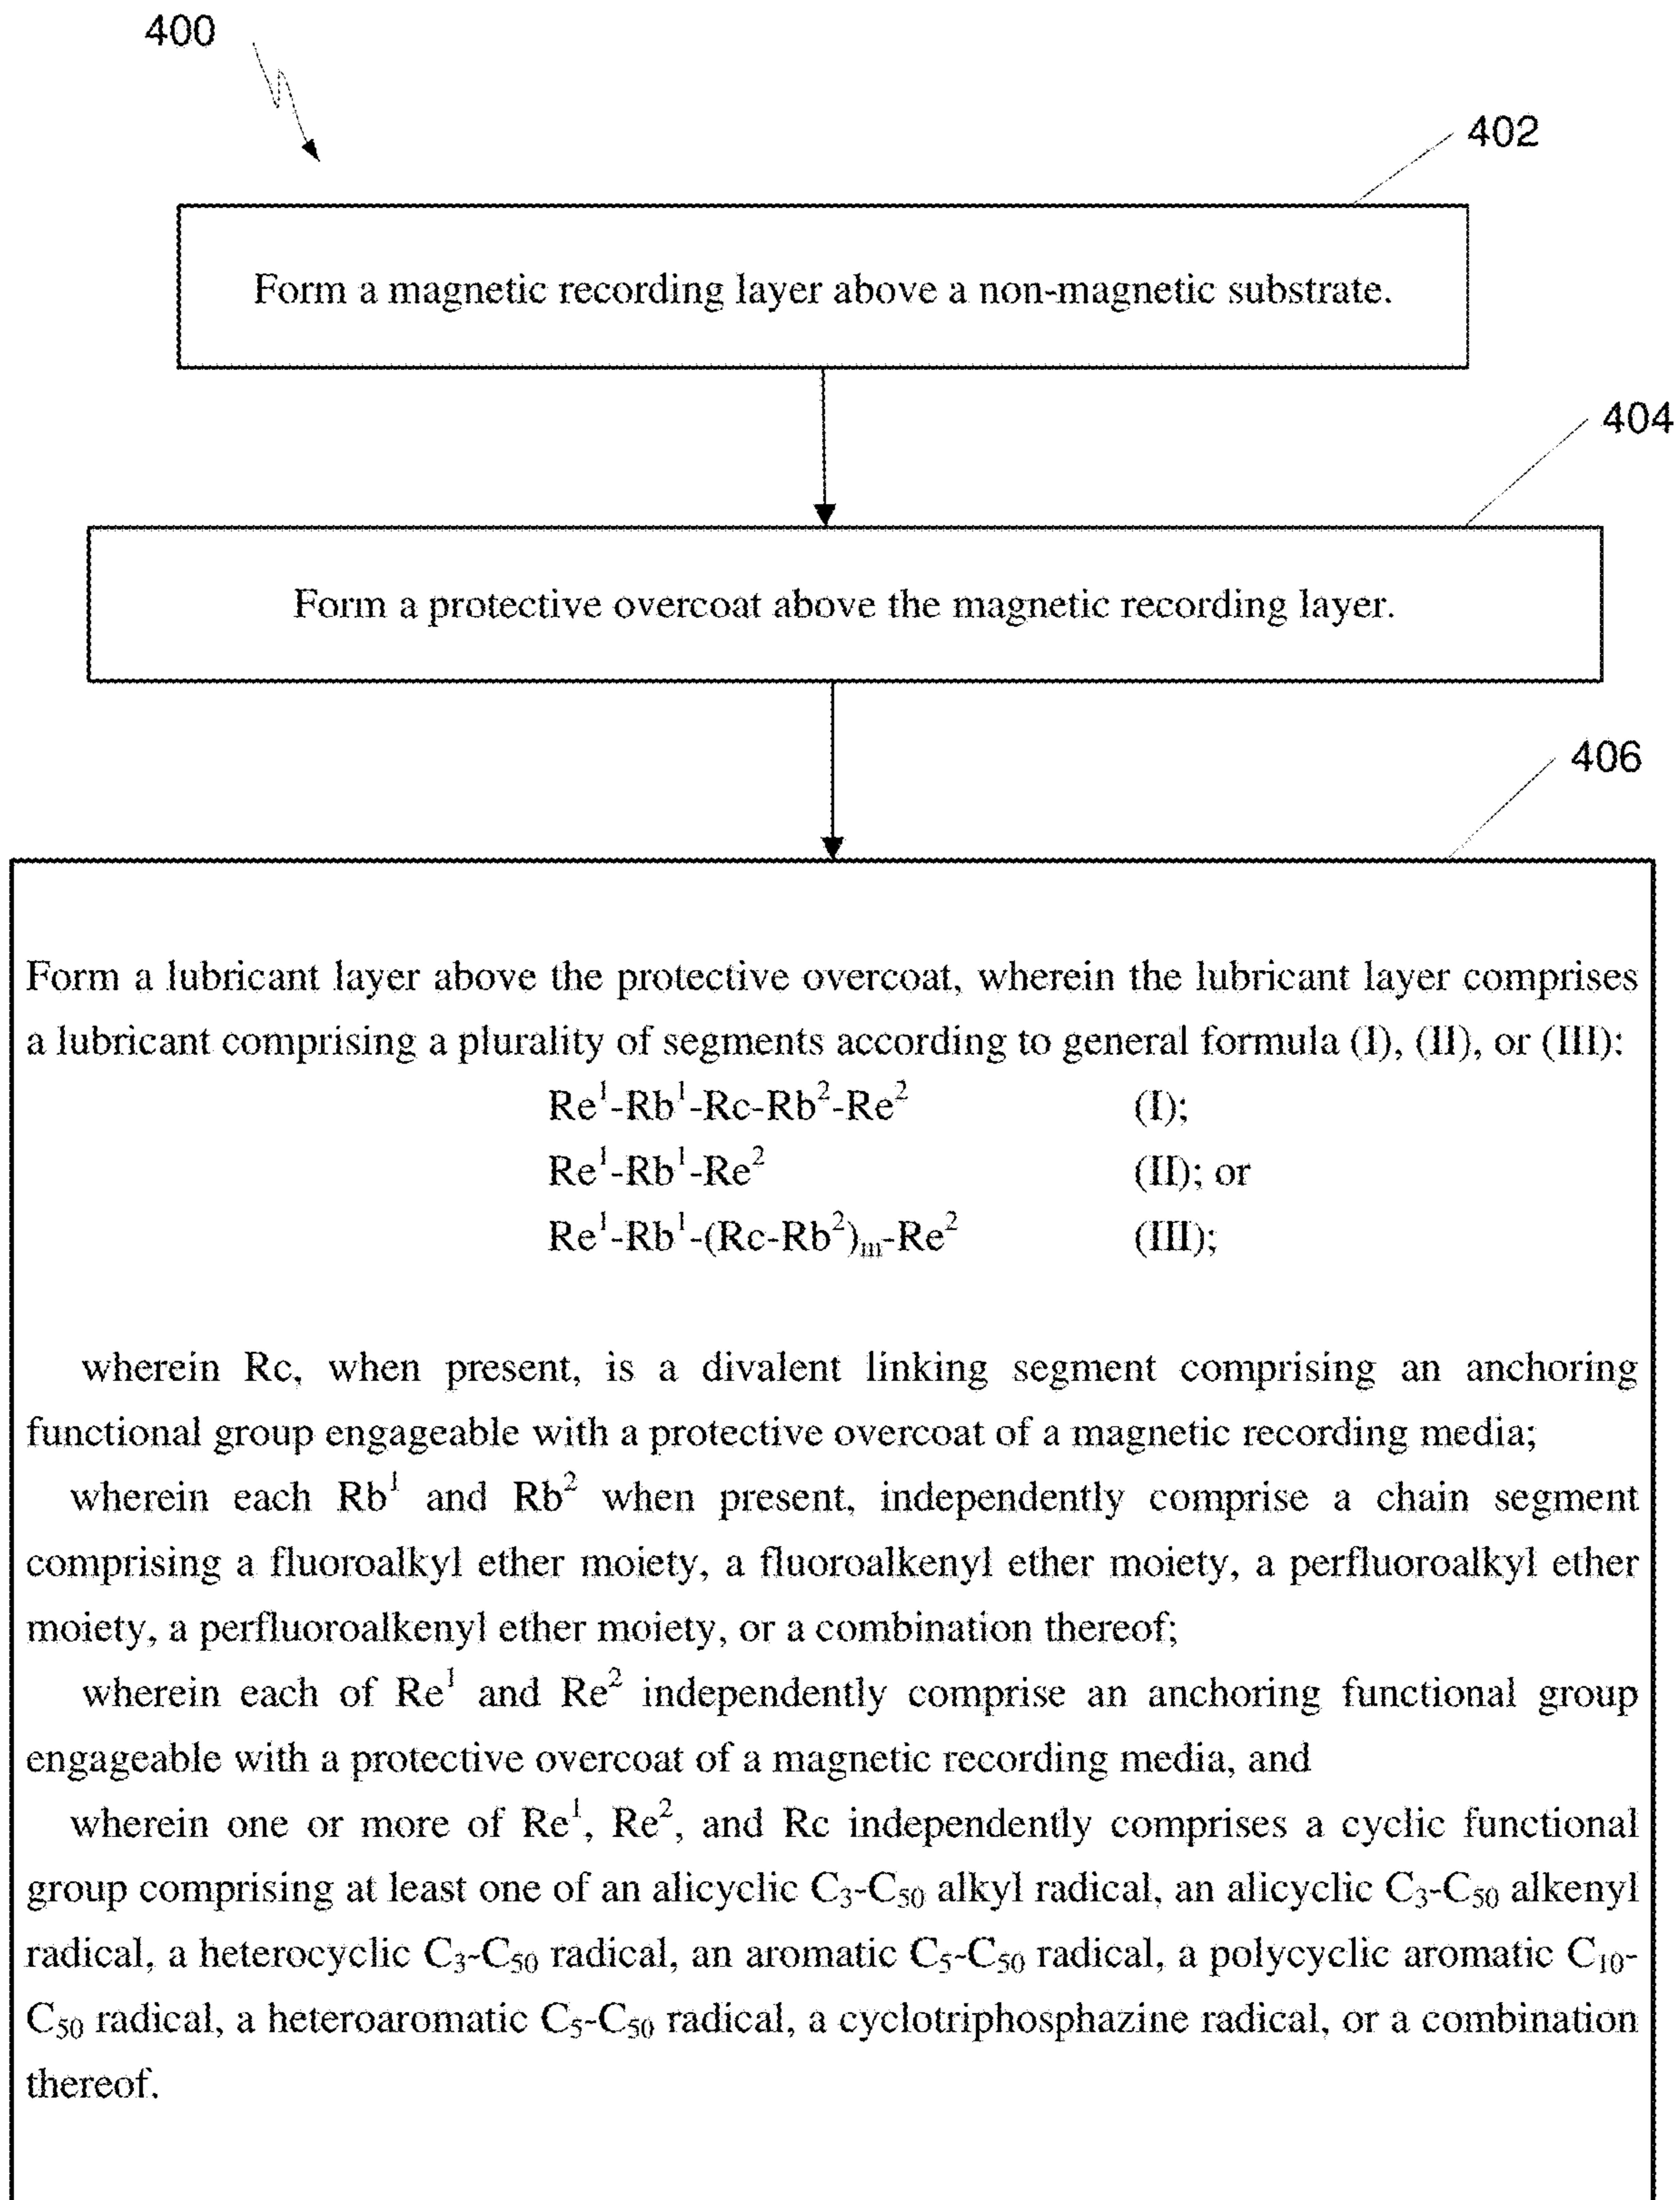 400
402
Form a magnetic recording layer above a non-magnetic substrate.
404
Form a protective overcoat above the magnetic recording layer.
406
Form a lubricant layer above the protective overcoat, wherein the lubricant layer comprises
a lubricant comprising a plurality of segments according to general formula (I), (II), or (III):
Re¹-Rb¹-Rc-Rb²-Re² (I);
Re¹-Rb¹-Re² (II); or
Re¹-Rb¹-(Rc-Rb²)ₘ-Re² (III);
wherein Rc, when present, is a divalent linking segment comprising an anchoring
functional group engageable with a protective overcoat of a magnetic recording media;
wherein each Rb¹ and Rb² when present, independently comprise a chain segment
comprising a fluoroalkyl ether moiety, a fluoroalkenyl ether moiety, a perfluoroalkyl ether
moiety, a perfluoroalkenyl ether moiety, or a combination thereof;
wherein each of Re¹ and Re² independently comprise an anchoring functional group
engageable with a protective overcoat of a magnetic recording media, and
wherein one or more of Re¹, Re², and Rc independently comprises a cyclic functional
group comprising at least one of an alicyclic C₃-C₅₀ alkyl radical, an alicyclic C₃-C₅₀ alkenyl
radical, a heterocyclic C₃-C₅₀ radical, an aromatic C₅-C₅₀ radical, a polycyclic aromatic C₁₀-
C₅₀ radical, a heteroaromatic C₅-C₅₀ radical, a cyclotriphosphazine radical, or a combination
thereof.